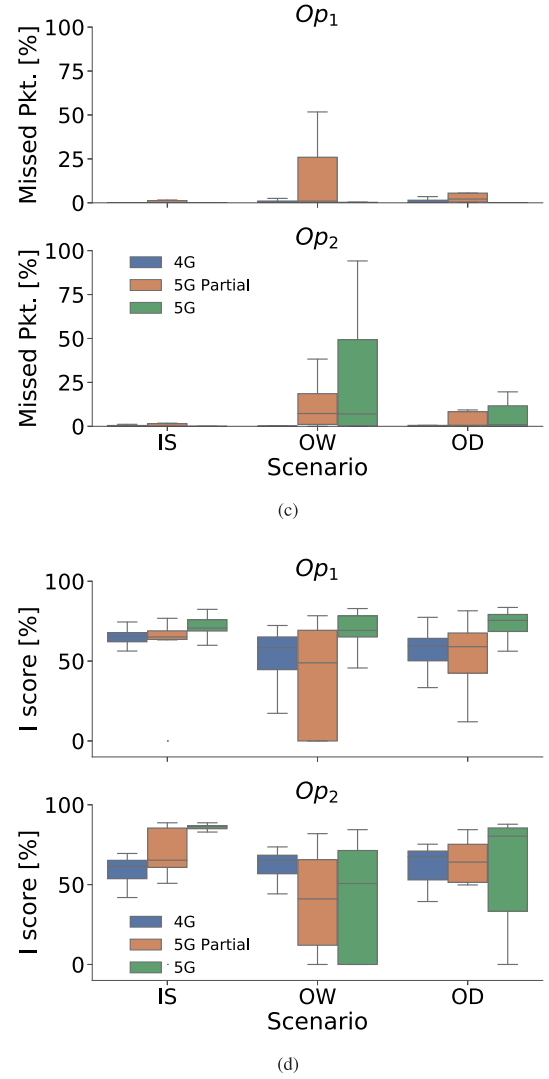 Op1
Missed Pkt. [%]
100
75
50
25
0
Op2
Missed Pkt. [%]
100
75
50
25
0
4G
5G Partial
5G
IS OW OD
Scenario
(c)
Op1
I score [%]
100
50
0
Op2
I score [%]
100
50
0
4G
5G Partial
5G
IS OW OD
Scenario
(d)